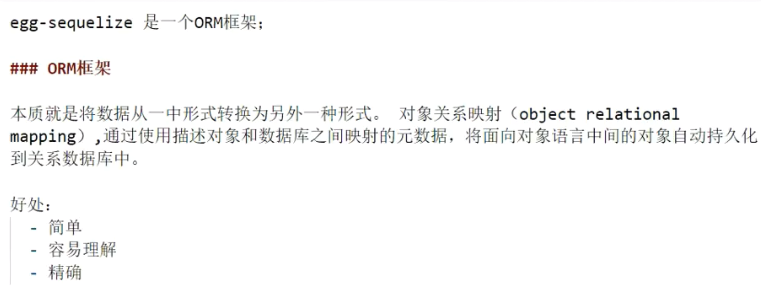 egg-sequelize 是一个ORM框架;
### ORM框架
本质就是将数据从一中形式转换为另外一种形式。 对象关系映射（object relational
mapping）,通过使用描述对象和数据库之间映射的元数据，将面向对象语言中间的对象自动持久化
到关系数据库中。
好处:
- 简单
- 容易理解
- 精确